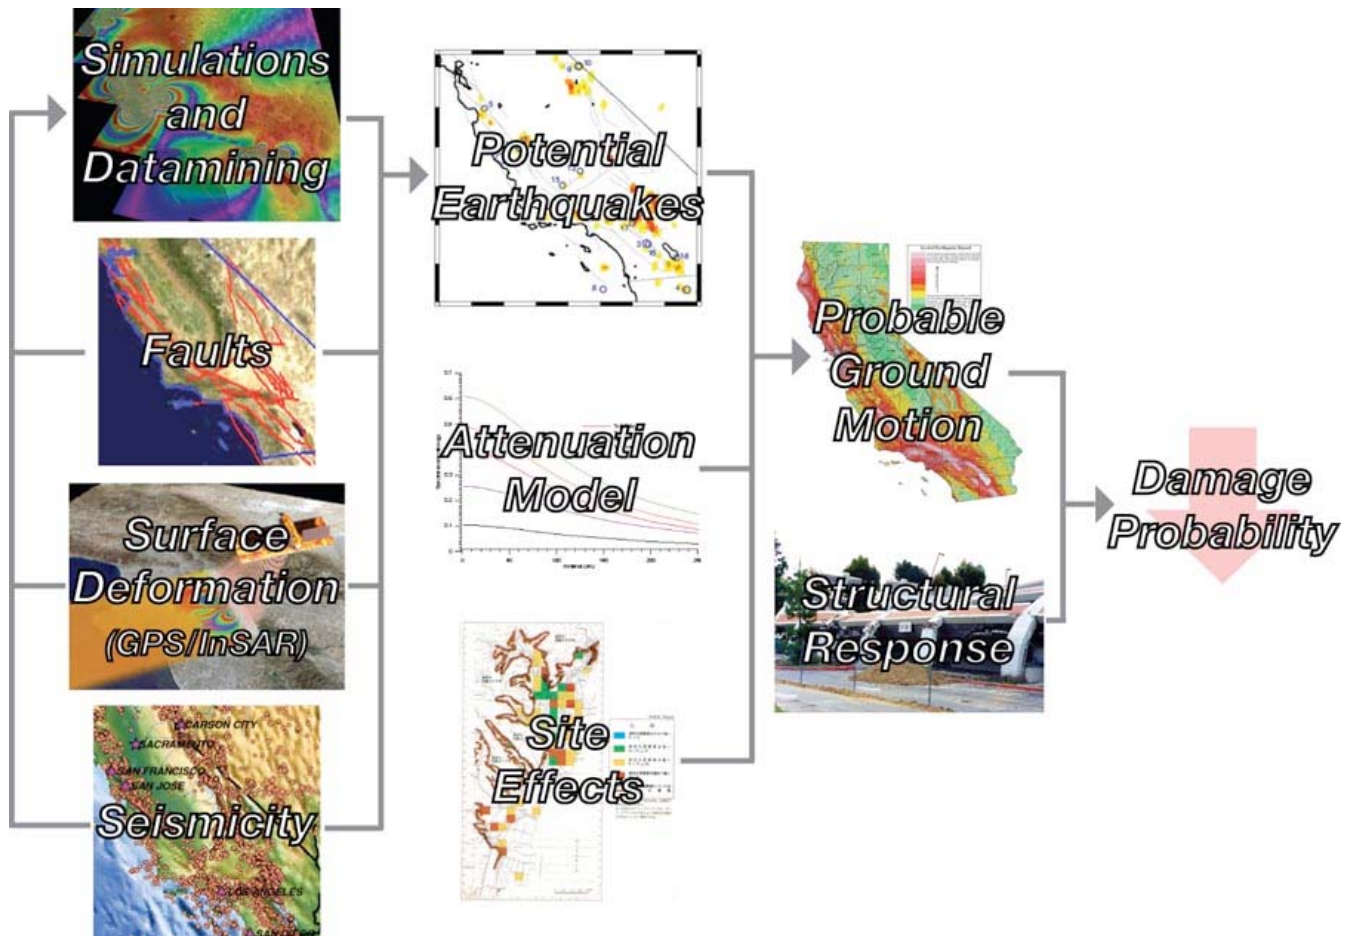 Simulations
and
Datamining
Faults
Surface
Deformation
(GPS/InSAR)
CARSON CITY
SACRAMENTO
SAN FRANCISCO
SAN JOSE
Seismicity
LOS ANGELES
Potential
Earthquakes
Attenuation
Model
Site
Effects
Probable
Ground
Motion
Structural
Response
Damage
Probability